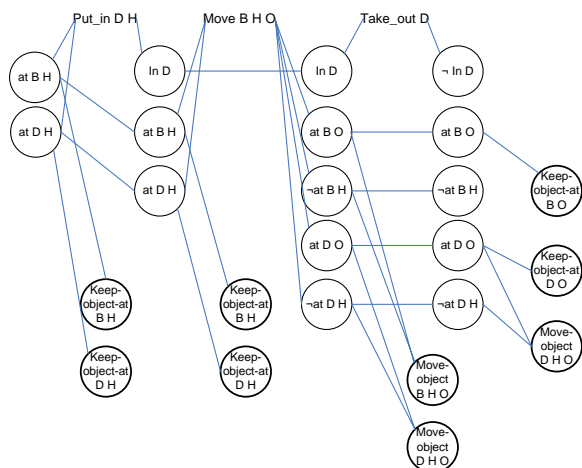 Put_in D H
Move B H O
Take_out D
at B H
In D
In D
¬ In D
at D H
at B H
at B O
at B O
at D H
¬at B H
¬at B H
Keep-
object-at
B O
at D O
at D O
Keep-
object-at
D O
Keep-
object-at
B H
Keep-
object-at
B H
¬at D H
¬at D H
Move-
object
D H O
Keep-
object-at
D H
Keep-
object-at
D H
Move-
object
B H O
Move-
object
D H O